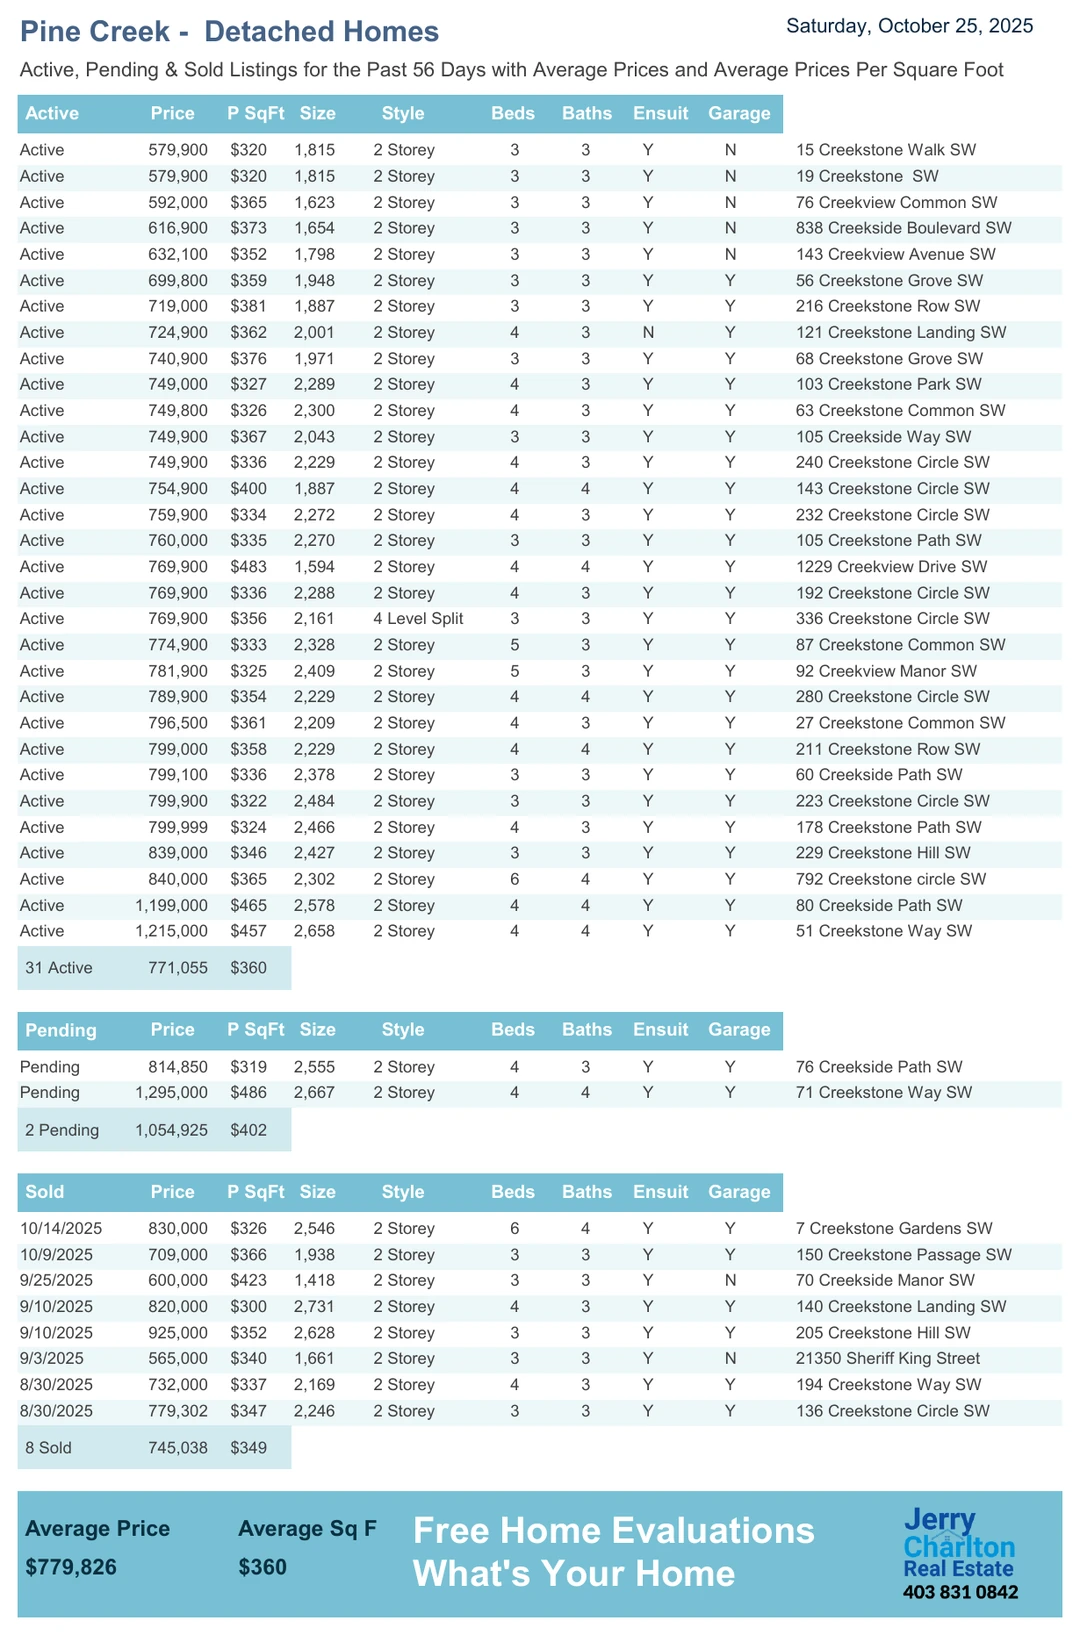 Pine Creek -  Detached Homes
Saturday, October 25, 2025
Active, Pending & Sold Listings for the Past 56 Days with Average Prices and Average Prices Per Square Foot
Active Price P SqFt Size Style Beds Baths Ensuit Garage
Active 579,900 $320 1,815 2 Storey 3 3 Y N 15 Creekstone Walk SW
Active 579,900 $320 1,815 2 Storey 3 3 Y N 19 Creekstone  SW
Active 592,000 $365 1,623 2 Storey 3 3 Y N 76 Creekview Common SW
Active 616,900 $373 1,654 2 Storey 3 3 Y N 838 Creekside Boulevard SW
Active 632,100 $352 1,798 2 Storey 3 3 Y N 143 Creekview Avenue SW
Active 699,800 $359 1,948 2 Storey 3 3 Y Y 56 Creekstone Grove SW
Active 719,000 $381 1,887 2 Storey 3 3 Y Y 216 Creekstone Row SW
Active 724,900 $362 2,001 2 Storey 4 3 N Y 121 Creekstone Landing SW
Active 740,900 $376 1,971 2 Storey 3 3 Y Y 68 Creekstone Grove SW
Active 749,000 $327 2,289 2 Storey 4 3 Y Y 103 Creekstone Park SW
Active 749,800 $326 2,300 2 Storey 4 3 Y Y 63 Creekstone Common SW
Active 749,900 $367 2,043 2 Storey 3 3 Y Y 105 Creekside Way SW
Active 749,900 $336 2,229 2 Storey 4 3 Y Y 240 Creekstone Circle SW
Active 754,900 $400 1,887 2 Storey 4 4 Y Y 143 Creekstone Circle SW
Active 759,900 $334 2,272 2 Storey 4 3 Y Y 232 Creekstone Circle SW
Active 760,000 $335 2,270 2 Storey 3 3 Y Y 105 Creekstone Path SW
Active 769,900 $483 1,594 2 Storey 4 4 Y Y 1229 Creekview Drive SW
Active 769,900 $336 2,288 2 Storey 4 3 Y Y 192 Creekstone Circle SW
Active 769,900 $356 2,161 4 Level Split 3 3 Y Y 336 Creekstone Circle SW
Active 774,900 $333 2,328 2 Storey 5 3 Y Y 87 Creekstone Common SW
Active 781,900 $325 2,409 2 Storey 5 3 Y Y 92 Creekview Manor SW
Active 789,900 $354 2,229 2 Storey 4 4 Y Y 280 Creekstone Circle SW
Active 796,500 $361 2,209 2 Storey 4 3 Y Y 27 Creekstone Common SW
Active 799,000 $358 2,229 2 Storey 4 4 Y Y 211 Creekstone Row SW
Active 799,100 $336 2,378 2 Storey 3 3 Y Y 60 Creekside Path SW
Active 799,900 $322 2,484 2 Storey 3 3 Y Y 223 Creekstone Circle SW
Active 799,999 $324 2,466 2 Storey 4 3 Y Y 178 Creekstone Path SW
Active 839,000 $346 2,427 2 Storey 3 3 Y Y 229 Creekstone Hill SW
Active 840,000 $365 2,302 2 Storey 6 4 Y Y 792 Creekstone circle SW
Active 1,199,000 $465 2,578 2 Storey 4 4 Y Y 80 Creekside Path SW
Active 1,215,000 $457 2,658 2 Storey 4 4 Y Y 51 Creekstone Way SW
31 Active 771,055 $360
Pending Price P SqFt Size Style Beds Baths Ensuit Garage
Pending 814,850 $319 2,555 2 Storey 4 3 Y Y 76 Creekside Path SW
Pending 1,295,000 $486 2,667 2 Storey 4 4 Y Y 71 Creekstone Way SW
2 Pending 1,054,925 $402
Sold Price P SqFt Size Style Beds Baths Ensuit Garage
10/14/2025 830,000 $326 2,546 2 Storey 6 4 Y Y 7 Creekstone Gardens SW
10/9/2025 709,000 $366 1,938 2 Storey 3 3 Y Y 150 Creekstone Passage SW
9/25/2025 600,000 $423 1,418 2 Storey 3 3 Y N 70 Creekside Manor SW
9/10/2025 820,000 $300 2,731 2 Storey 4 3 Y Y 140 Creekstone Landing SW
9/10/2025 925,000 $352 2,628 2 Storey 3 3 Y Y 205 Creekstone Hill SW
9/3/2025 565,000 $340 1,661 2 Storey 3 3 Y N 21350 Sheriff King Street
8/30/2025 732,000 $337 2,169 2 Storey 4 3 Y Y 194 Creekstone Way SW
8/30/2025 779,302 $347 2,246 2 Storey 3 3 Y Y 136 Creekstone Circle SW
8 Sold 745,038 $349
Average Price Average Sq F
$779,826 $360
Free Home Evaluations
What's Your Home
Jerry
Charlton
Real Estate
403 831 0842